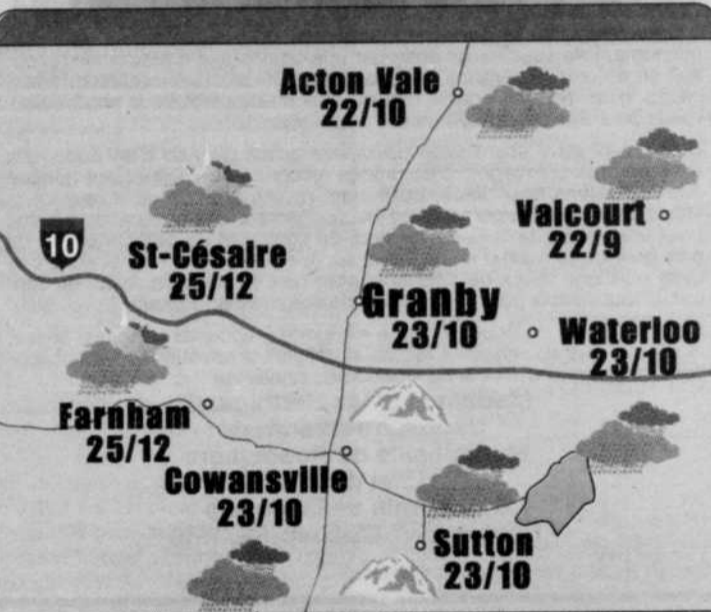 Acton Vale
22/10
Valcourt
22/9
10
St-Césaire
25/12
Granby
23/10
Waterloo
23/10
Farnham
25/12
Cowansville
23/10
Sutton
23/10